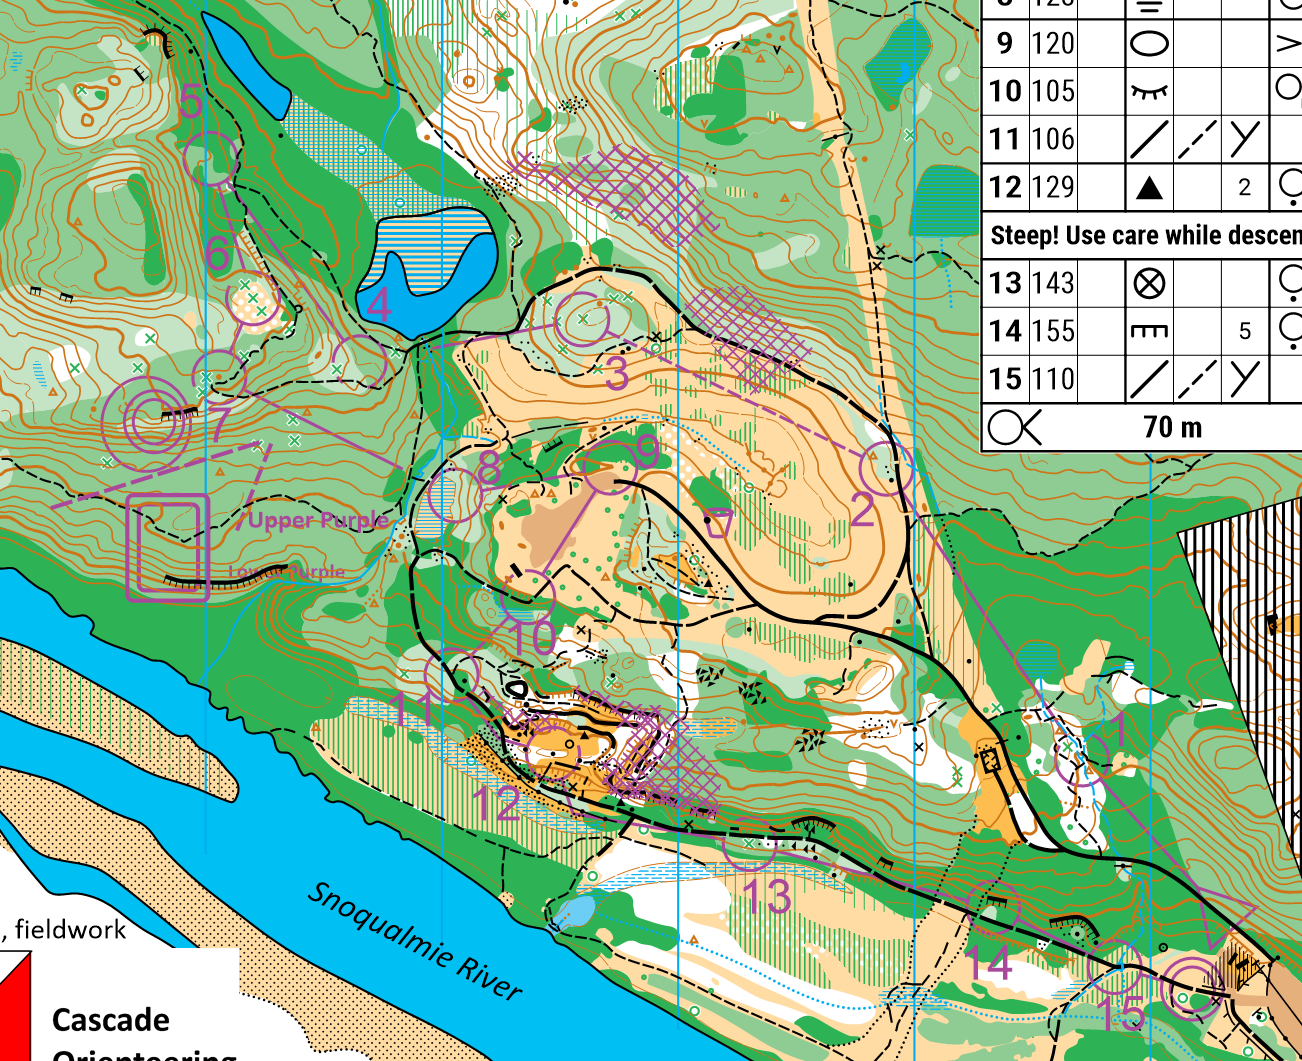 9 120 >
10 105
11 106
12 129 2
Steep! Use care while descen
13 143
14 155 5
15 110
70 m
5
6
4
3
7
8
9
2
Upper Purple
Lower Purple
10
11
1
12
13
14
15
Snoqualmie River
, fieldwork
Cascade
Orienteering